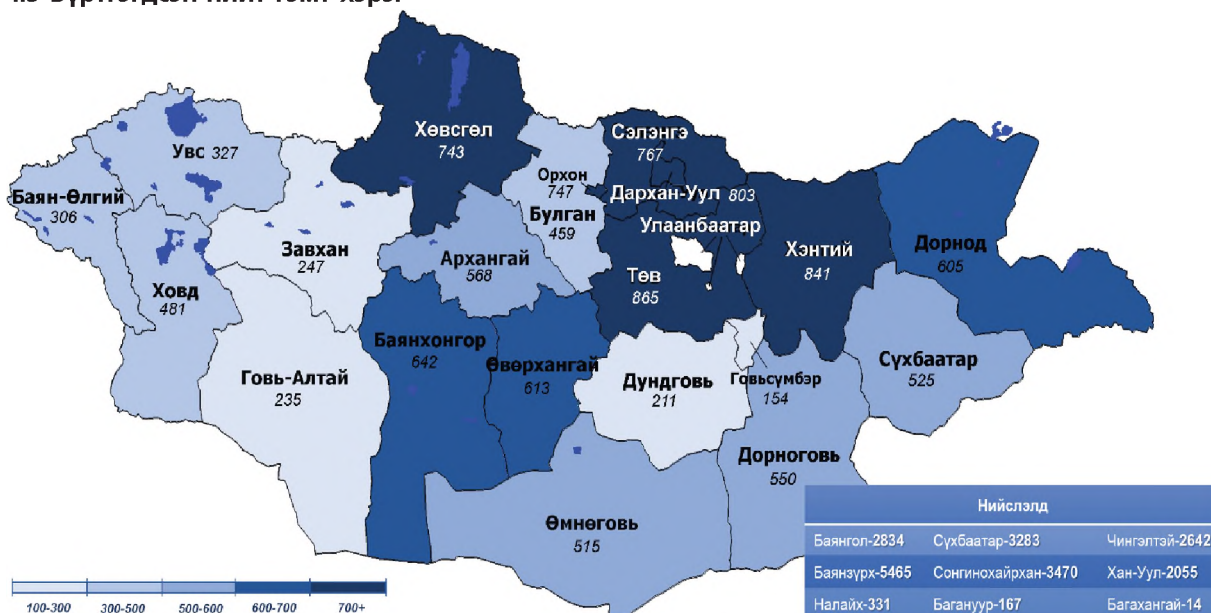 Хөвсгөл
743
Сэлэнгэ
767
Увс 327
Орхон
747
Дархан-Уул 803
Баян-Өлгий
306
Булган
459
Улаанбаатар
Завхан
247
Архангай
568
Хэнтий
841
Дорнод
605
Ховд
481
Төв
865
Баянхонгор
642
Өвөрхангай
613
Говь-Алтай
235
Дундговь
211
Говьсүмбэр
154
Сүхбаатар
525
Дорноговь
550
Өмнөговь
515
Нийслэлд
Баянгол-2834 Сүхбаатар-3283 Чингэлтэй-2642
Баянзүрх-5465 Сонгинохайрхан-3470 Хан-Уул-2055
Налайх-331 Багануур-167 Багахангай-14
100-300 300-500 500-600 600-700 700+